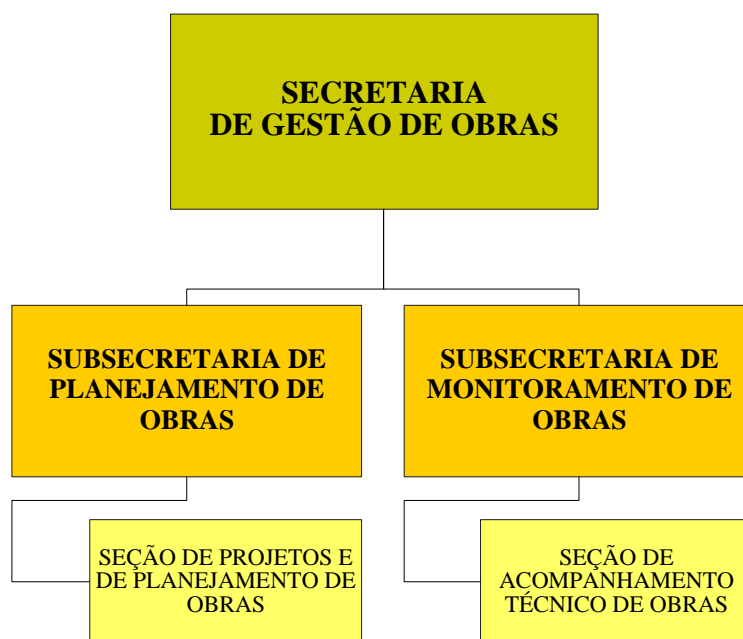 SECRETARIA
DE GESTÃO DE OBRAS
SUBSECRETARIA DE
PLANEJAMENTO DE
OBRAS
SUBSECRETARIA DE
MONITORAMENTO DE
OBRAS
SEÇÃO DE PROJETOS E
DE PLANEJAMENTO DE
OBRAS
SEÇÃO DE
ACOMPANHAMENTO
TÉCNICO DE OBRAS